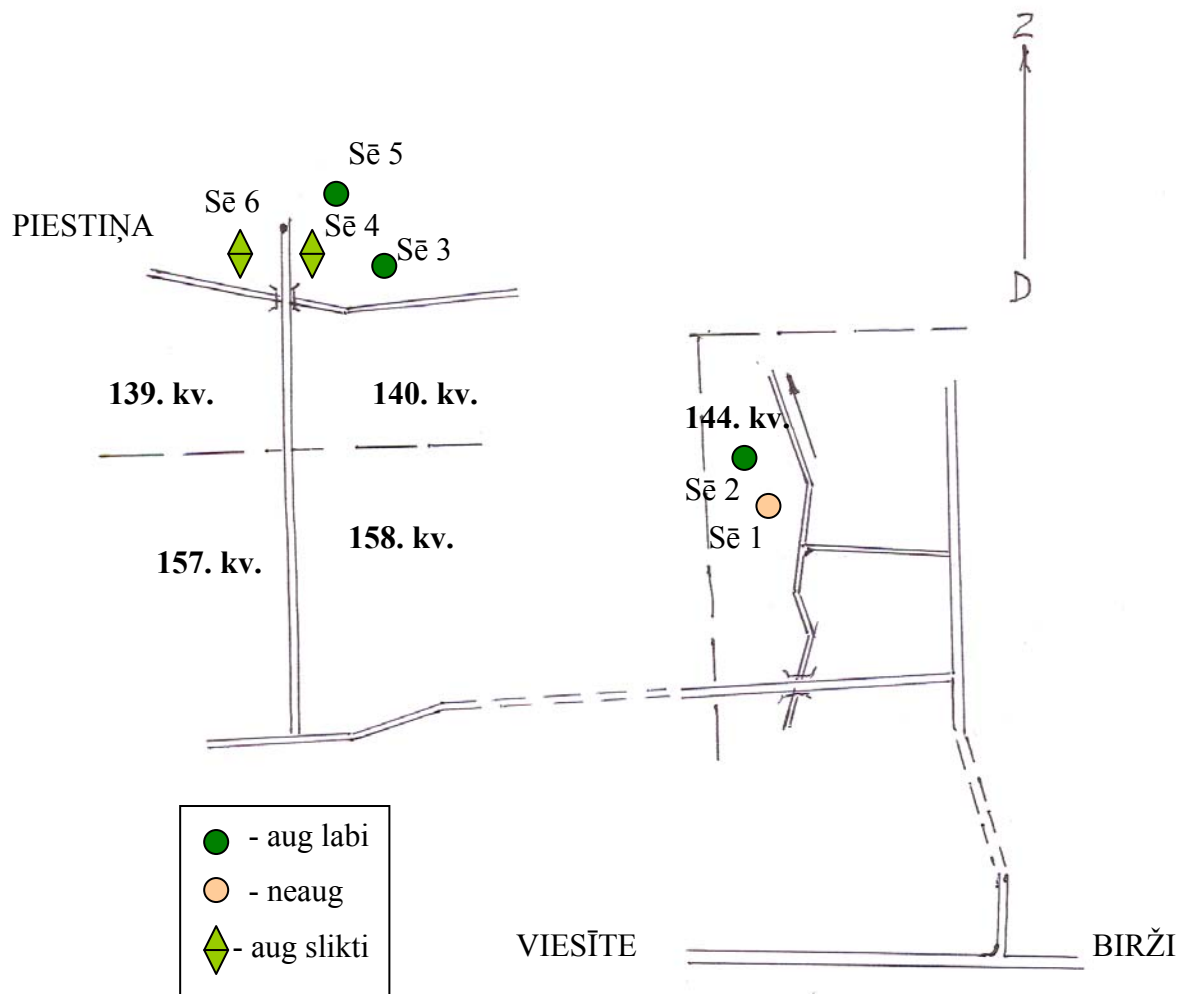 Z
Sē 5
Sē 6
Sē 4
PIESTIŅA
Sē 3
D
139. kv.
140. kv.
144. kv.
Sē 2
Sē 1
157. kv.
158. kv.
- aug labi
- neaug
- aug slikti
VIESĪTE
BIRŽI